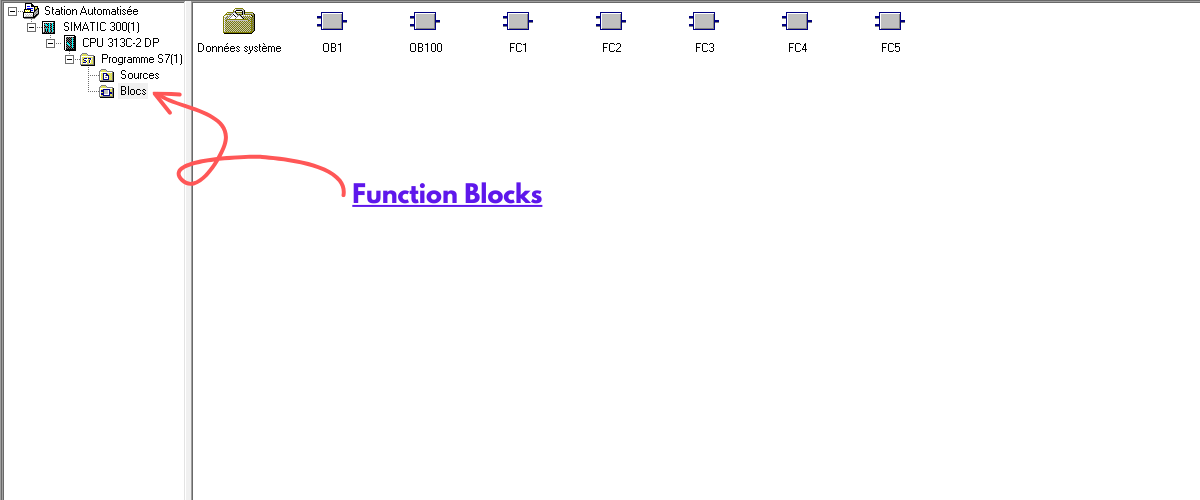 Station Automatisée
SIMATIC 300(1)
CPU 313C-2 DP
S7 Programme S7(1)
Sources
Blocs
Données système OB1 OB100 FC1 FC2 FC3 FC4 FC5
Function Blocks